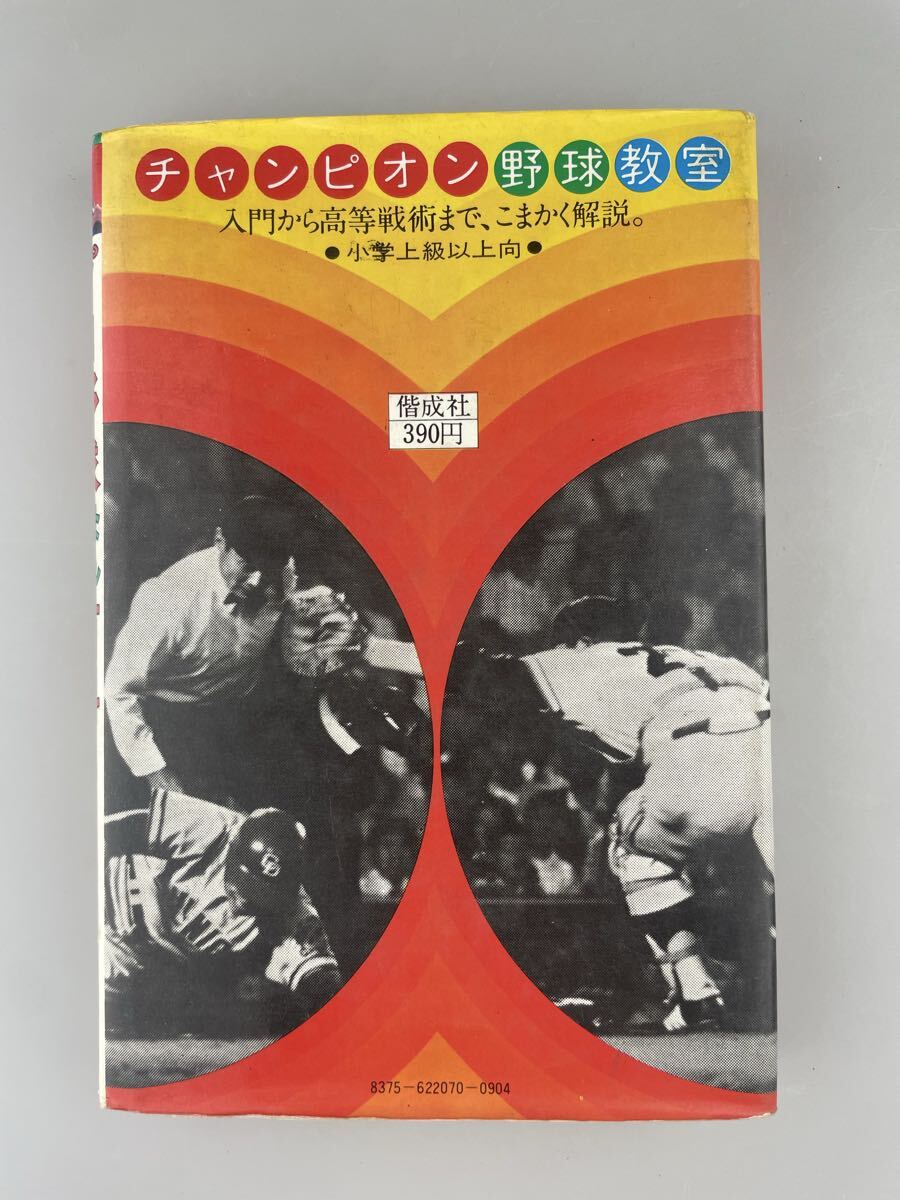 チャンピオン野球教室
入門から高等戦術まで、こまかく解説。
●小学上級以上向●
偕成社
390円
8375-622070-0904